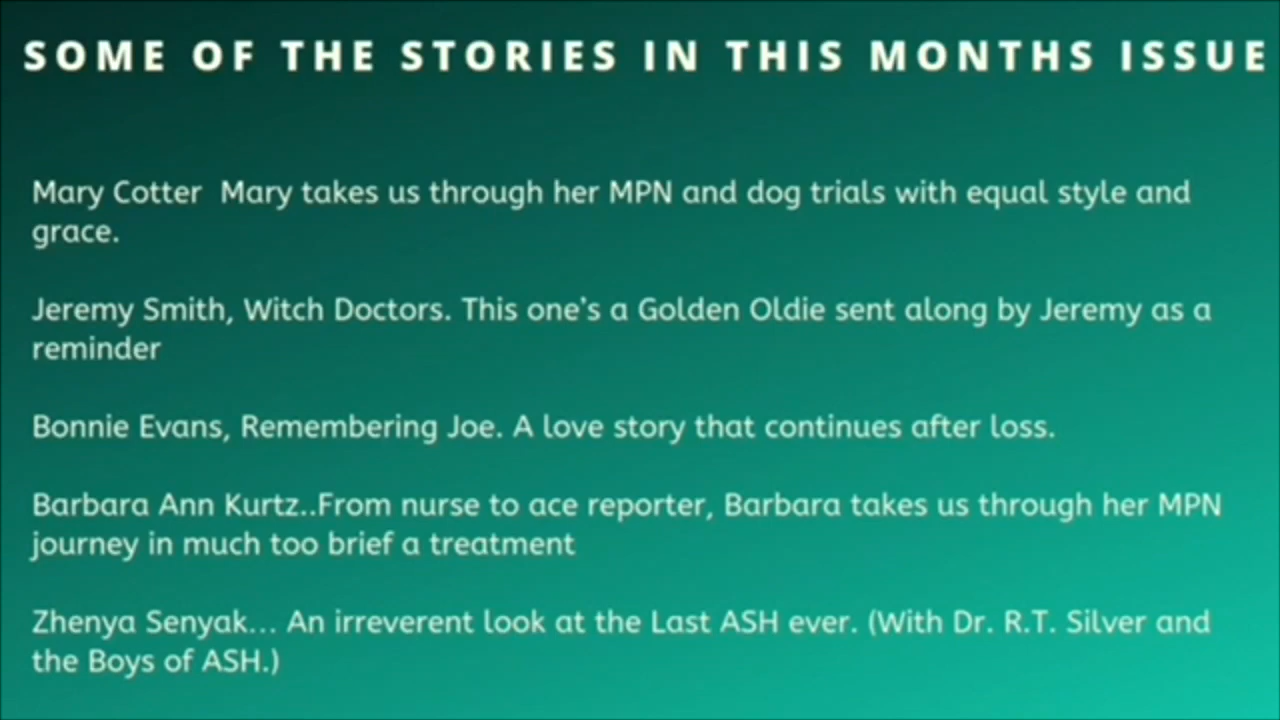 SOME OF THE STORIES IN THIS MONTHS ISSUE
Mary Cotter  Mary takes us through her MPN and dog trials with equal style and
grace.
Jeremy Smith, Witch Doctors. This one's a Golden Oldie sent along by Jeremy as a
reminder
Bonnie Evans, Remembering Joe. A love story that continues after loss.
Barbara Ann Kurtz..From nurse to ace reporter, Barbara takes us through her MPN
journey in much too brief a treatment
Zhenya Senyak... An irreverent look at the Last ASH ever. (With Dr. R.T. Silver and
the Boys of ASH.)